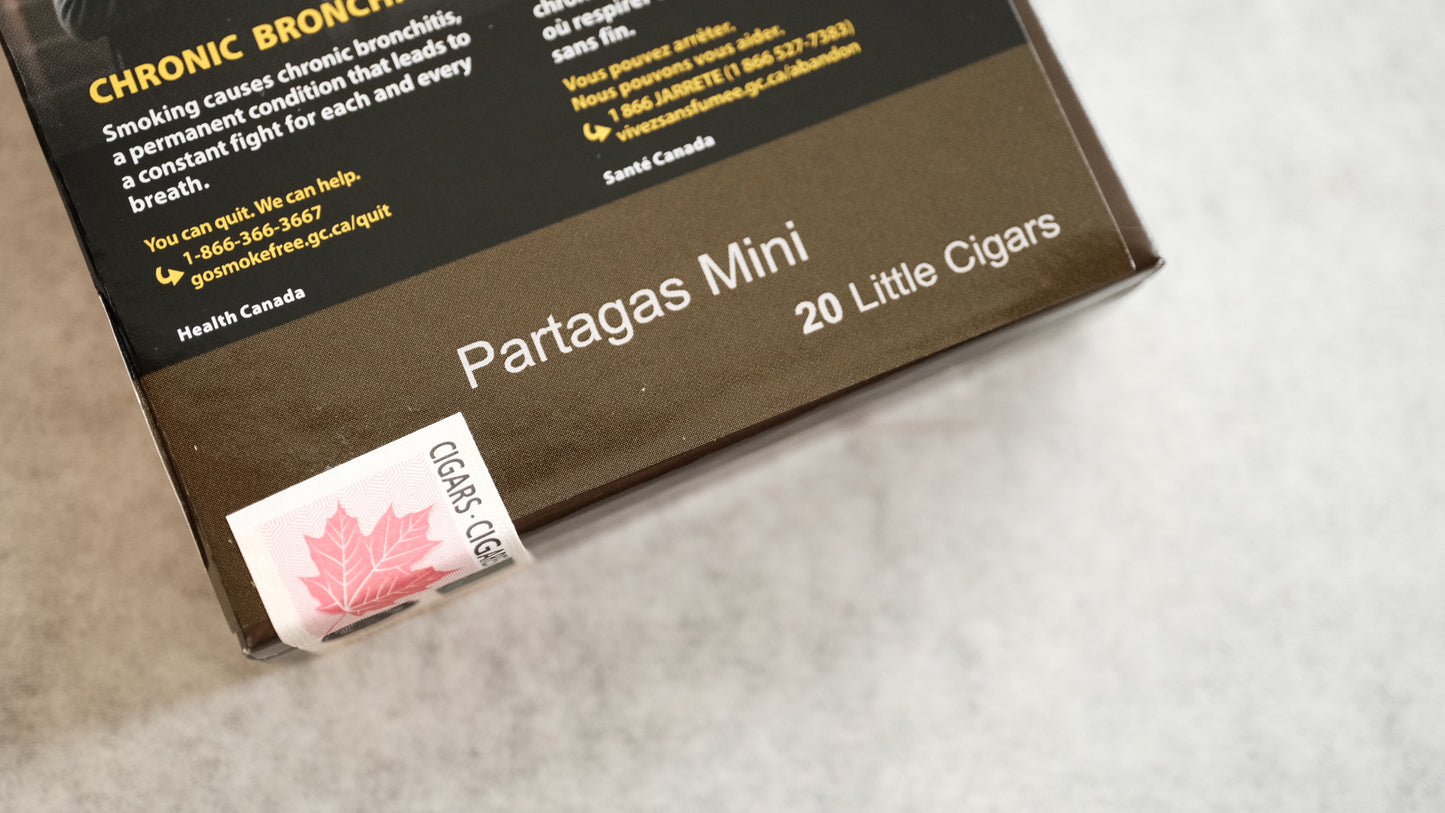 CHRONIC
Smoking causes chronic bronchitis,
a permanent condition that leads to
a constant fight for each and every
breath.
You can quit. We can help.
1-866-366-3667
gosmokefree.gc.ca/quit
Health Canada
où respirer
sans fin.
Vous pouvez arrêter.
Nous pouvons vous aider.
1 866 JARRETE (1 866 527-7383)
vivezsansfumee.gc.ca/abandon
Santé Canada
Partagas Mini
20 Little Cigars
CIGARS ·